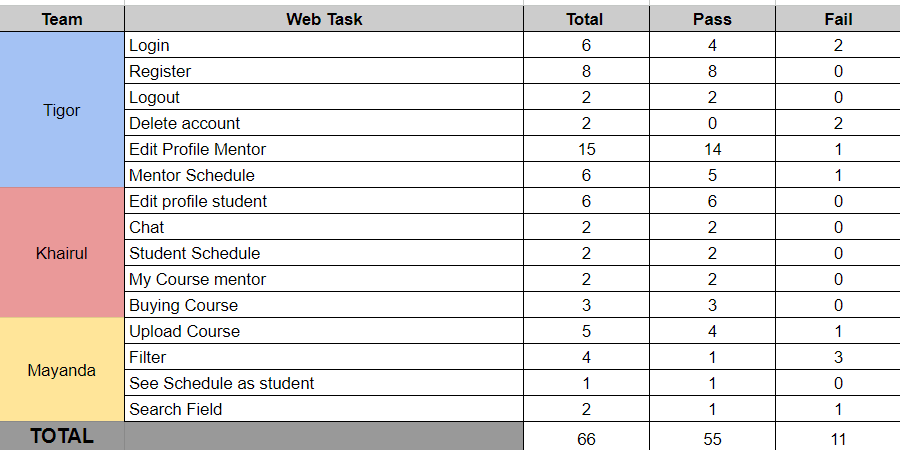 Team Web Task Total Pass Fail
Login 6 4 2
Register 8 8 0
Logout 2 2 0
Tigor
Delete account 2 0 2
Edit Profile Mentor 15 14 1
Mentor Schedule 6 5 1
Edit profile student 6 6 0
Chat 2 2 0
Khairul Student Schedule 2 2 0
My Course mentor 2 2 0
Buying Course 3 3 0
Upload Course 5 4 1
Filter 4 1 3
Mayanda
See Schedule as student 1 1 0
Search Field 2 1 1
TOTAL 66 55 11